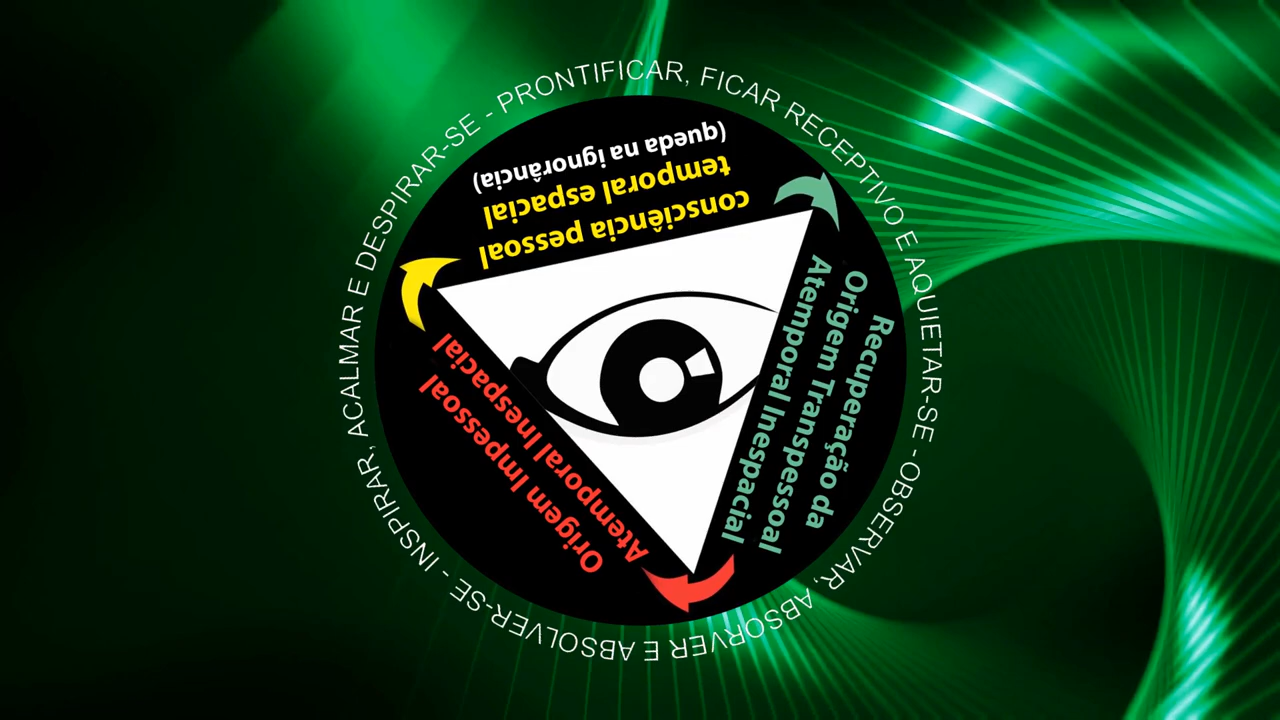 PRONTIFICAR, FICAR RECEPTIVO E AQUIETAR-SE - OBSERVAR, ABSORVER E ABSOLVER-SE - INSPIRAR, ACALMAR E DESPIRAR-SE -
consciência pessoal
temporal espacial
(queda na ignorância)
Recuperação da
Origem Transpessoal
Atemporal Inespacial
Atemporal Inespacial
Origem Impessoal